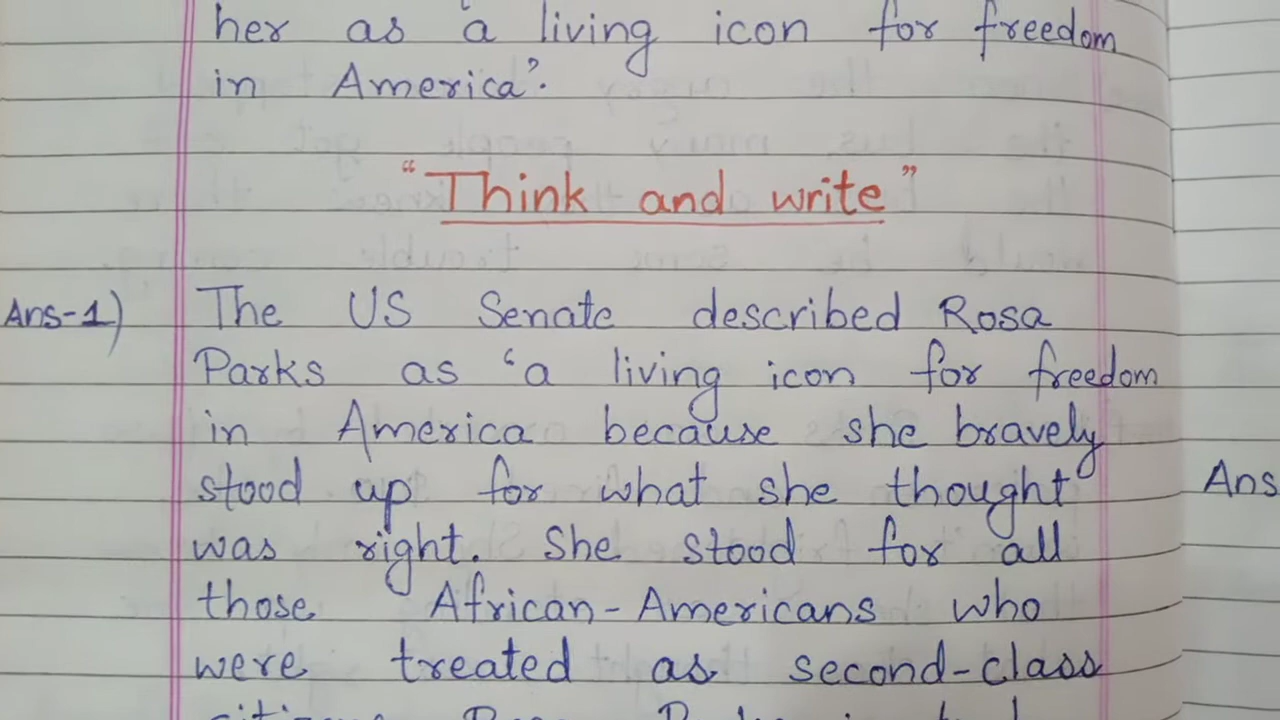 her as 'a living icon for freedom
in America'.
"Think and write"
Ans-1) The US Senate described Rosa
Parks as 'a living icon for freedom
in America because she bravely
stood up for what she thought
was right. She stood for all
those African-Americans who
were treated as second-class
Ans